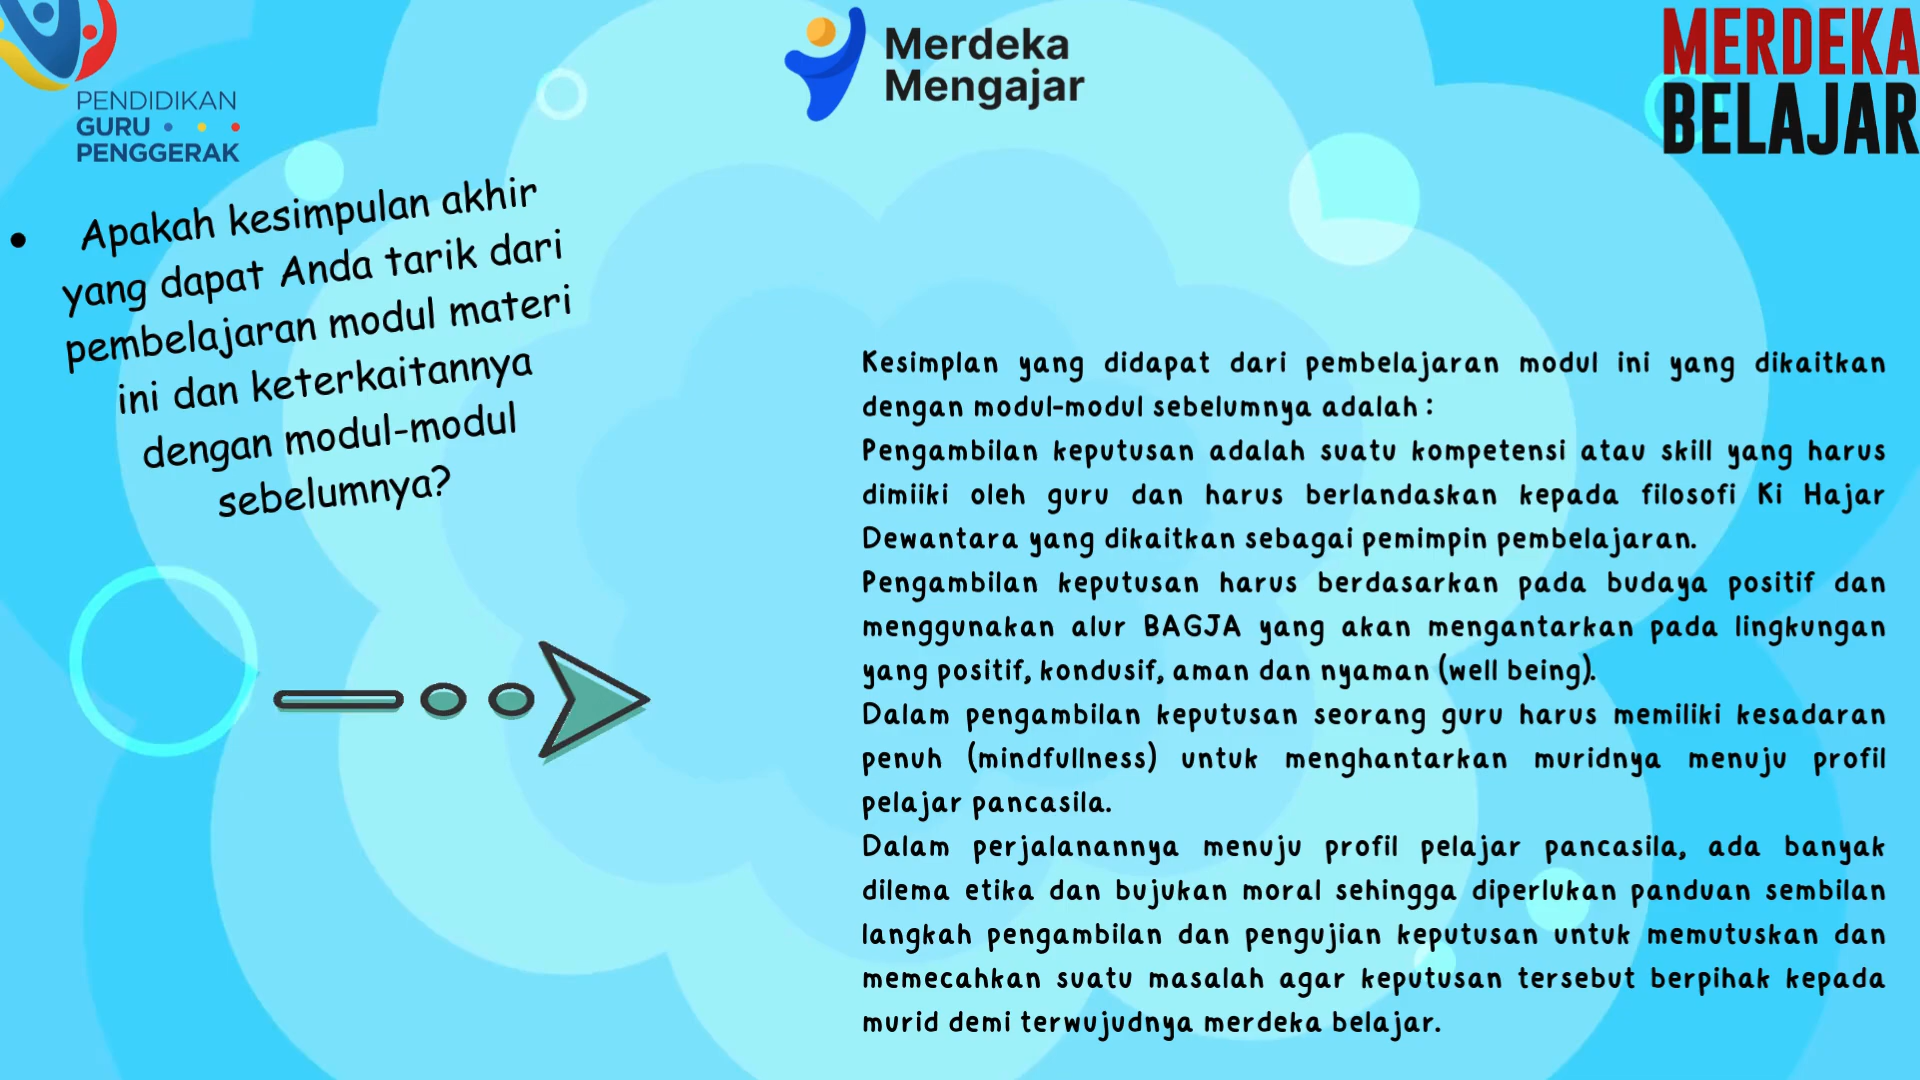 PENDIDIKAN
GURU
PENGGERAK
Merdeka
Mengajar
MERDEKA
BELAJAR
• Apakah kesimpulan akhir
yang dapat Anda tarik dari
pembelajaran modul materi
ini dan keterkaitannya
dengan modul-modul
sebelumnya?
Kesimplan yang didapat dari pembelajaran modul ini yang dikaitkan
dengan modul-modul sebelumnya adalah :
Pengambilan keputusan adalah suatu kompetensi atau skill yang harus
dimiiki oleh guru dan harus berlandaskan kepada filosofi Ki Hajar
Dewantara yang dikaitkan sebagai pemimpin pembelajaran.
Pengambilan keputusan harus berdasarkan pada budaya positif dan
menggunakan alur BAGJA yang akan mengantarkan pada lingkungan
yang positif, kondusif, aman dan nyaman (well being).
Dalam pengambilan keputusan seorang guru harus memiliki kesadaran
penuh (mindfullness) untuk menghantarkan muridnya menuju profil
pelajar pancasila.
Dalam perjalanannya menuju profil pelajar pancasila, ada banyak
dilema etika dan bujukan moral sehingga diperlukan panduan sembilan
langkah pengambilan dan pengujian keputusan untuk memutuskan dan
memecahkan suatu masalah agar keputusan tersebut berpihak kepada
murid demi terwujudnya merdeka belajar.